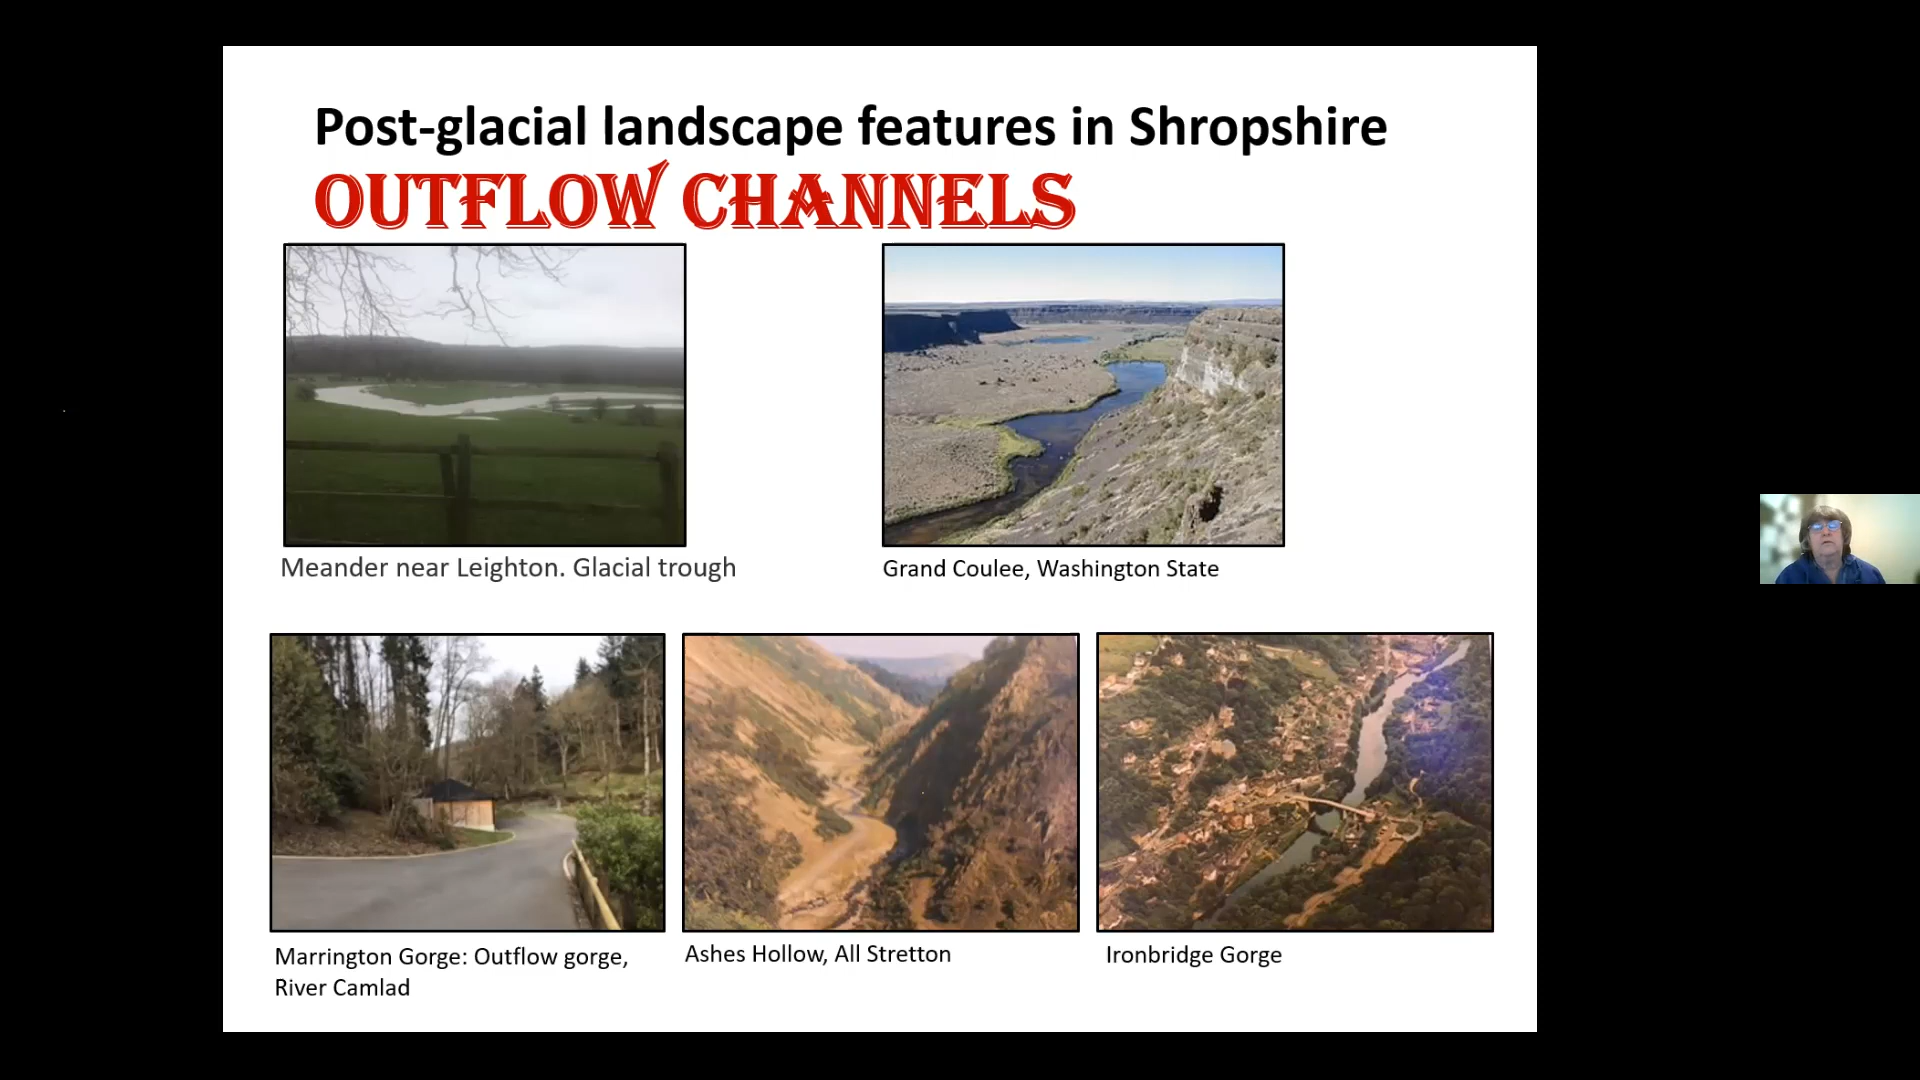 Post-glacial landscape features in Shropshire
OUTFLOW CHANNELS
Meander near Leighton. Glacial trough
Grand Coulee, Washington State
Marrington Gorge: Outflow gorge,
River Camlad
Ashes Hollow, All Stretton
Ironbridge Gorge